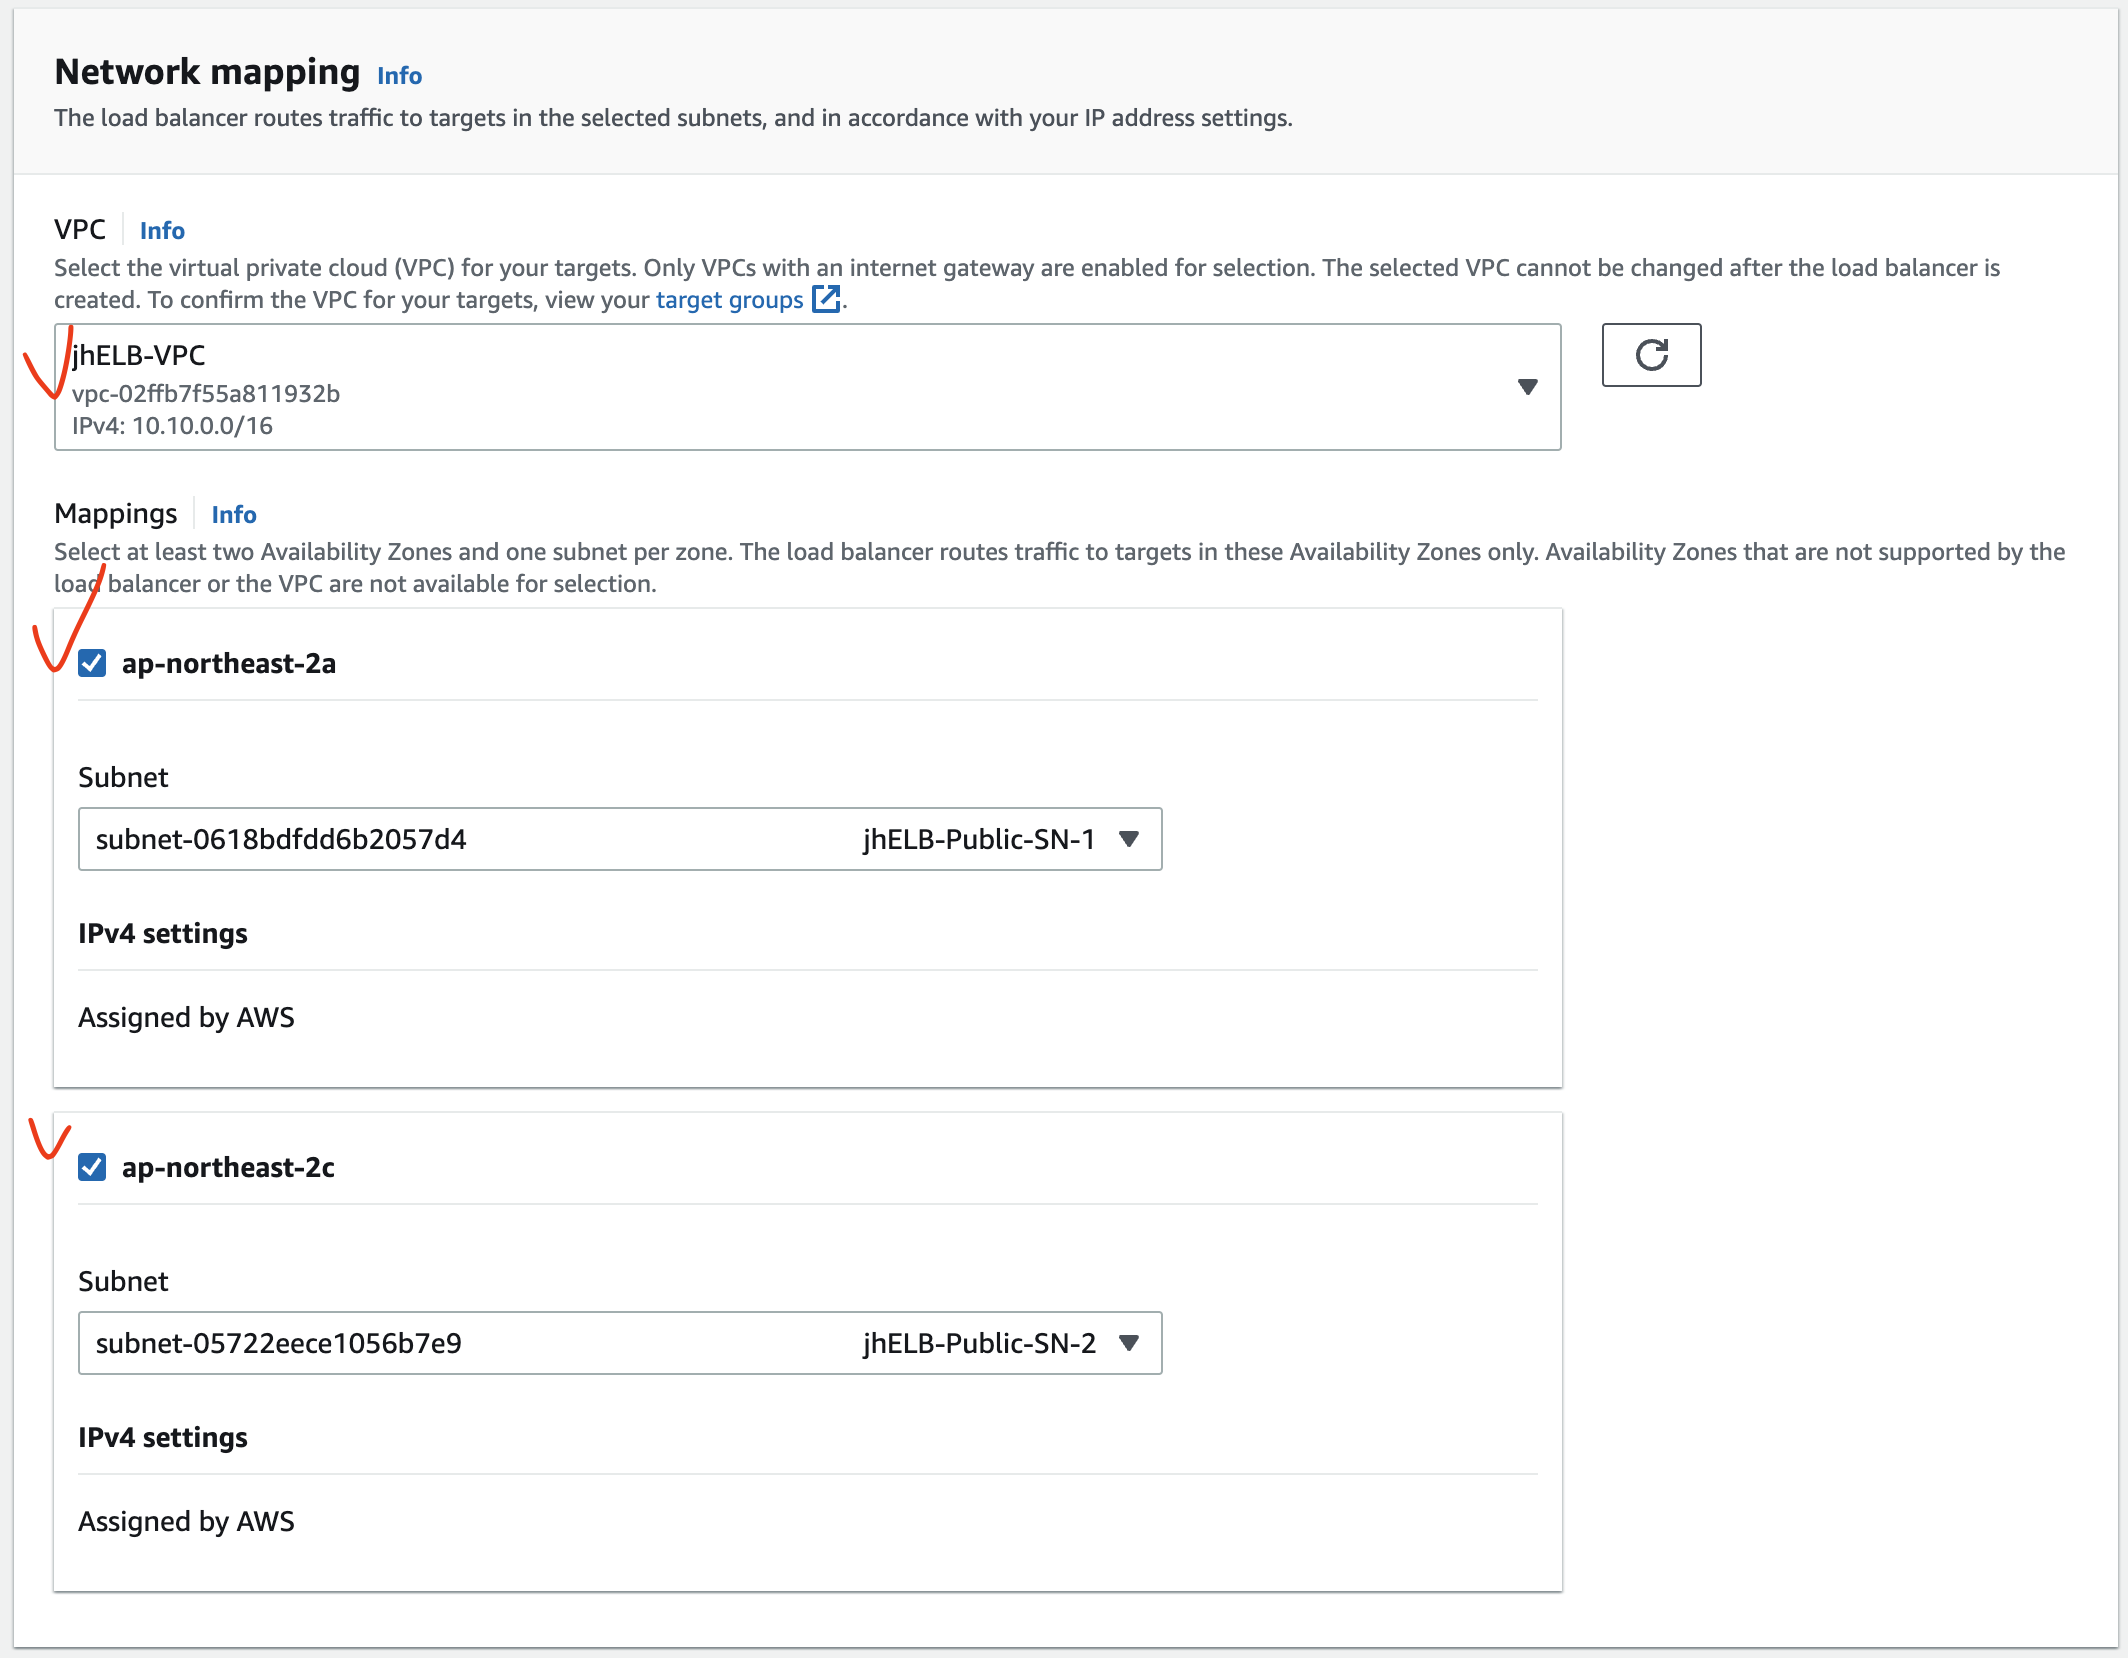 Network mapping Info
The load balancer routes traffic to targets in the selected subnets, and in accordance with your IP address settings.
VPC Info
Select the virtual private cloud (VPC) for your targets. Only VPCs with an internet gateway are enabled for selection. The selected VPC cannot be changed after the load balancer is
created. To confirm the VPC for your targets, view your target groups.
jhELB-VPC
vpc-02ffb7f55a811932b
IPv4: 10.10.0.0/16
Mappings Info
Select at least two Availability Zones and one subnet per zone. The load balancer routes traffic to targets in these Availability Zones only. Availability Zones that are not supported by the
load balancer or the VPC are not available for selection.
ap-northeast-2a
Subnet
subnet-0618bdfdd6b2057d4 jhELB-Public-SN-1
IPv4 settings
Assigned by AWS
ap-northeast-2c
Subnet
subnet-05722eece1056b7e9 jhELB-Public-SN-2
IPv4 settings
Assigned by AWS